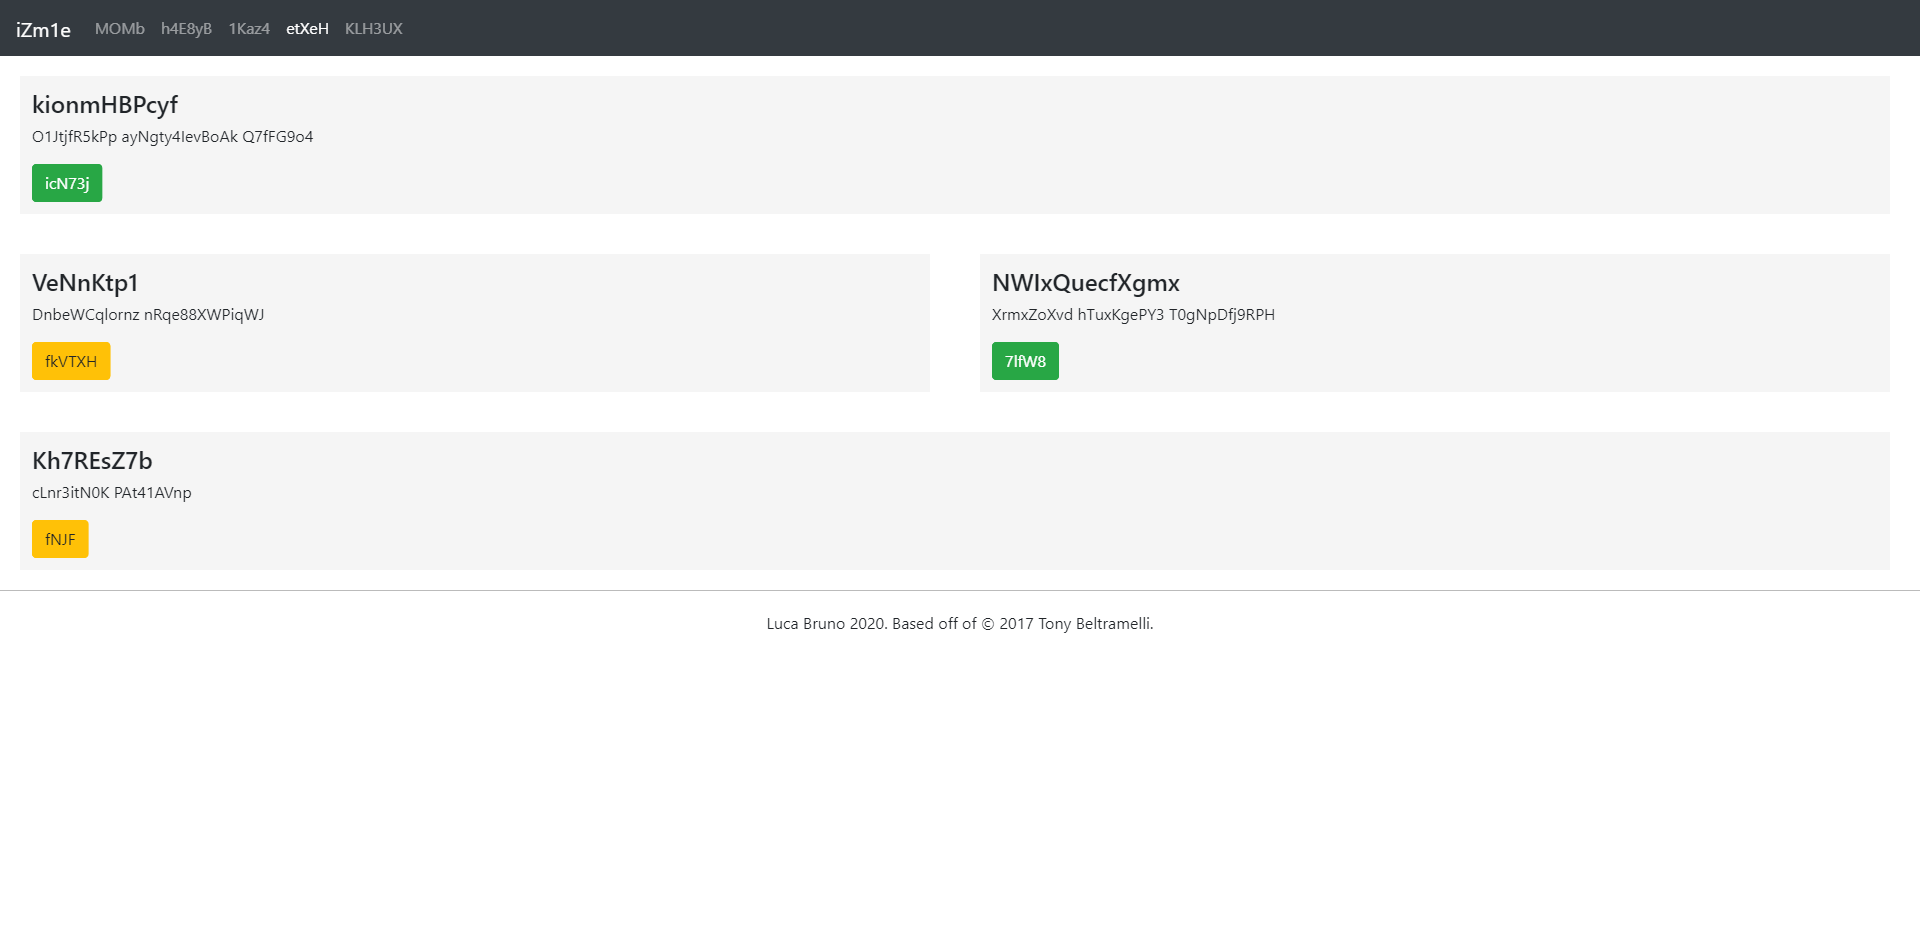 iZm1e MOMb h4E8yB 1Kaz4 etXeH KLH3UX
kionmHBPcyf
O1JtjfR5kPp ayNgty4IevBoAk Q7fFG9o4
icN73j
VeNnKtp1
DnbeWCqlornz nRqe88XWPiqWJ
fkVTXH
NWIxQuecfXgmx
XrmxZoXvd hTuxKgePY3 T0gNpDfj9RPH
7lfW8
Kh7REsZ7b
cLnr3itN0K PAt41AVnp
fNJF
Luca Bruno 2020. Based off of © 2017 Tony Beltramelli.